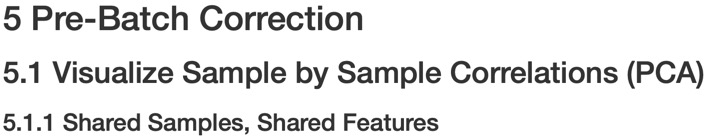 5 Pre-Batch Correction
5.1 Visualize Sample by Sample Correlations (PCA)
5.1.1 Shared Samples, Shared Features